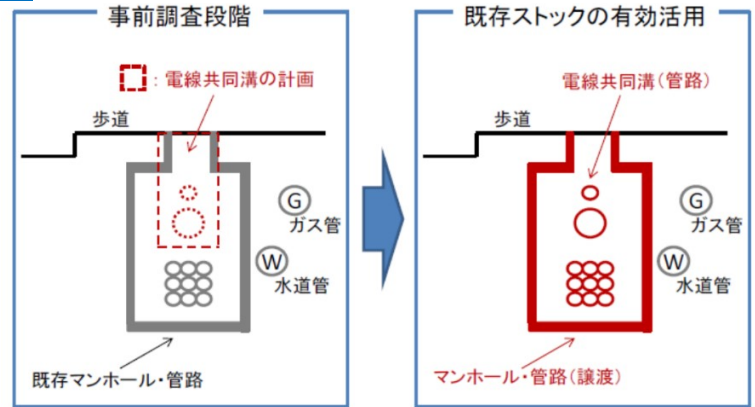 事前調査段階
：電線共同溝の計画
歩道
G
ガス管
W
水道管
既存マンホール・管路
既存ストックの有効活用
電線共同溝(管路)
歩道
G
ガス管
W
水道管
マンホール・管路(譲渡)